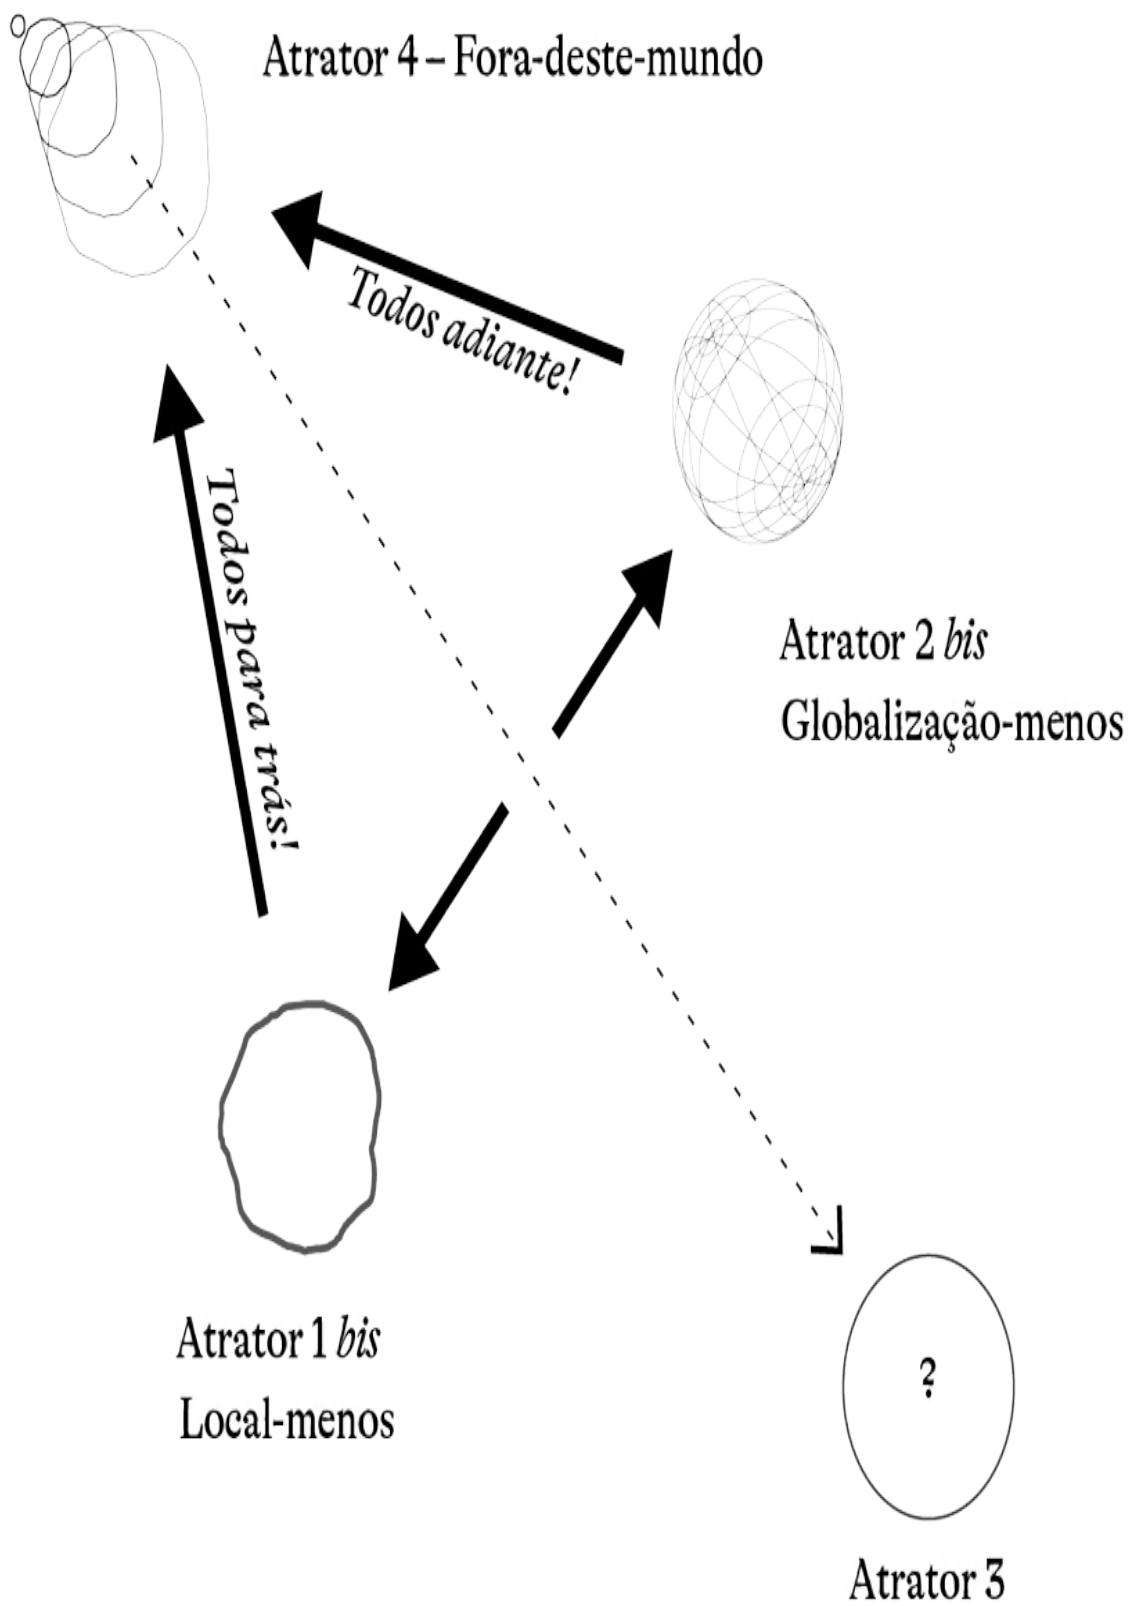 Atrator 4 – Fora-deste-mundo
Todos adiante!
Todos para trás!
Atrator 2 bis
Globalização-menos
Atrator 1 bis
Local-menos
?
Atrator 3